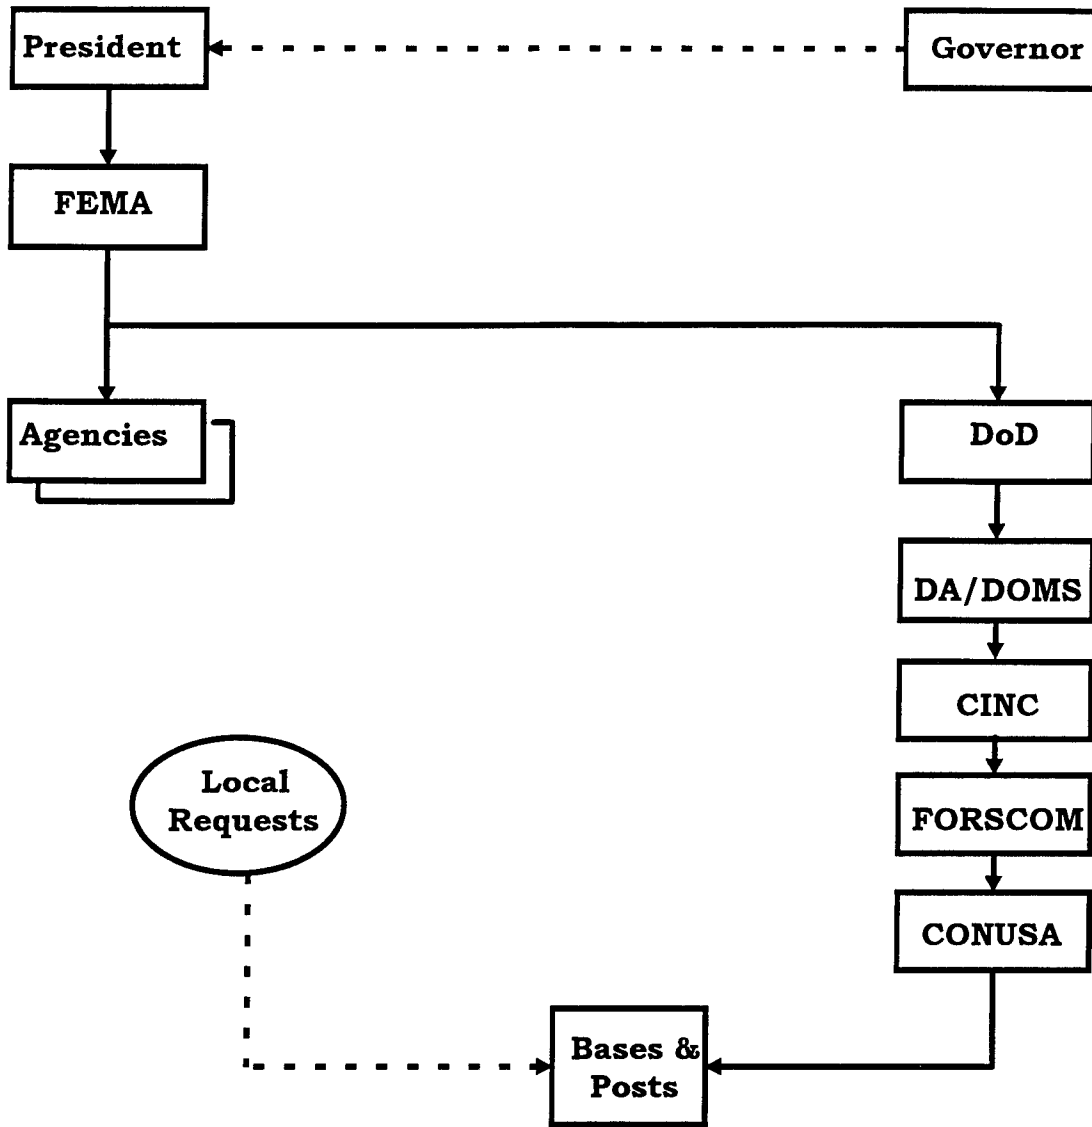 President
Governor
FEMA
Agencies
DoD
DA/DOMS
CINC
Local
Requests
FORSCOM
CONUSA
Bases &
Posts